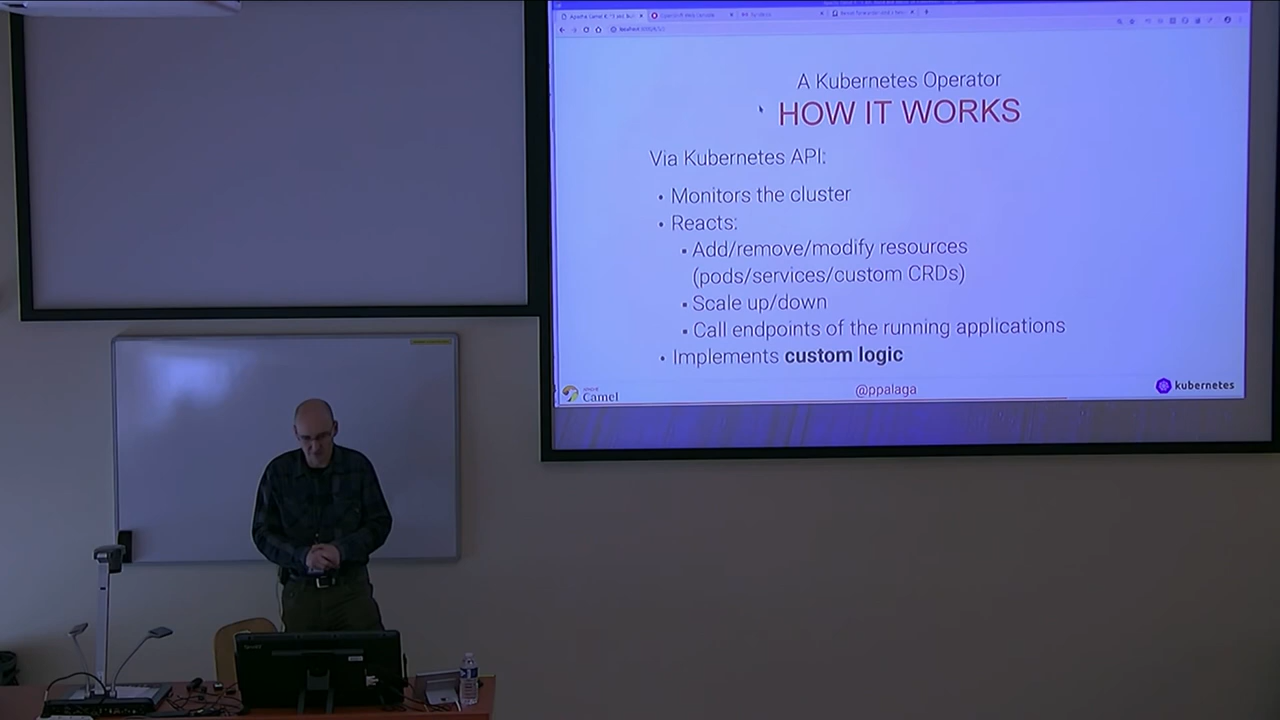 A Kubernetes Operator
HOW IT WORKS
Via Kubernetes API:
• Monitors the cluster
• Reacts:
▪ Add/remove/modify resources
(pods/services/custom CRDs)
▪ Scale up/down
▪ Call endpoints of the running applications
• Implements custom logic
Camel
@ppalaga
kubernetes